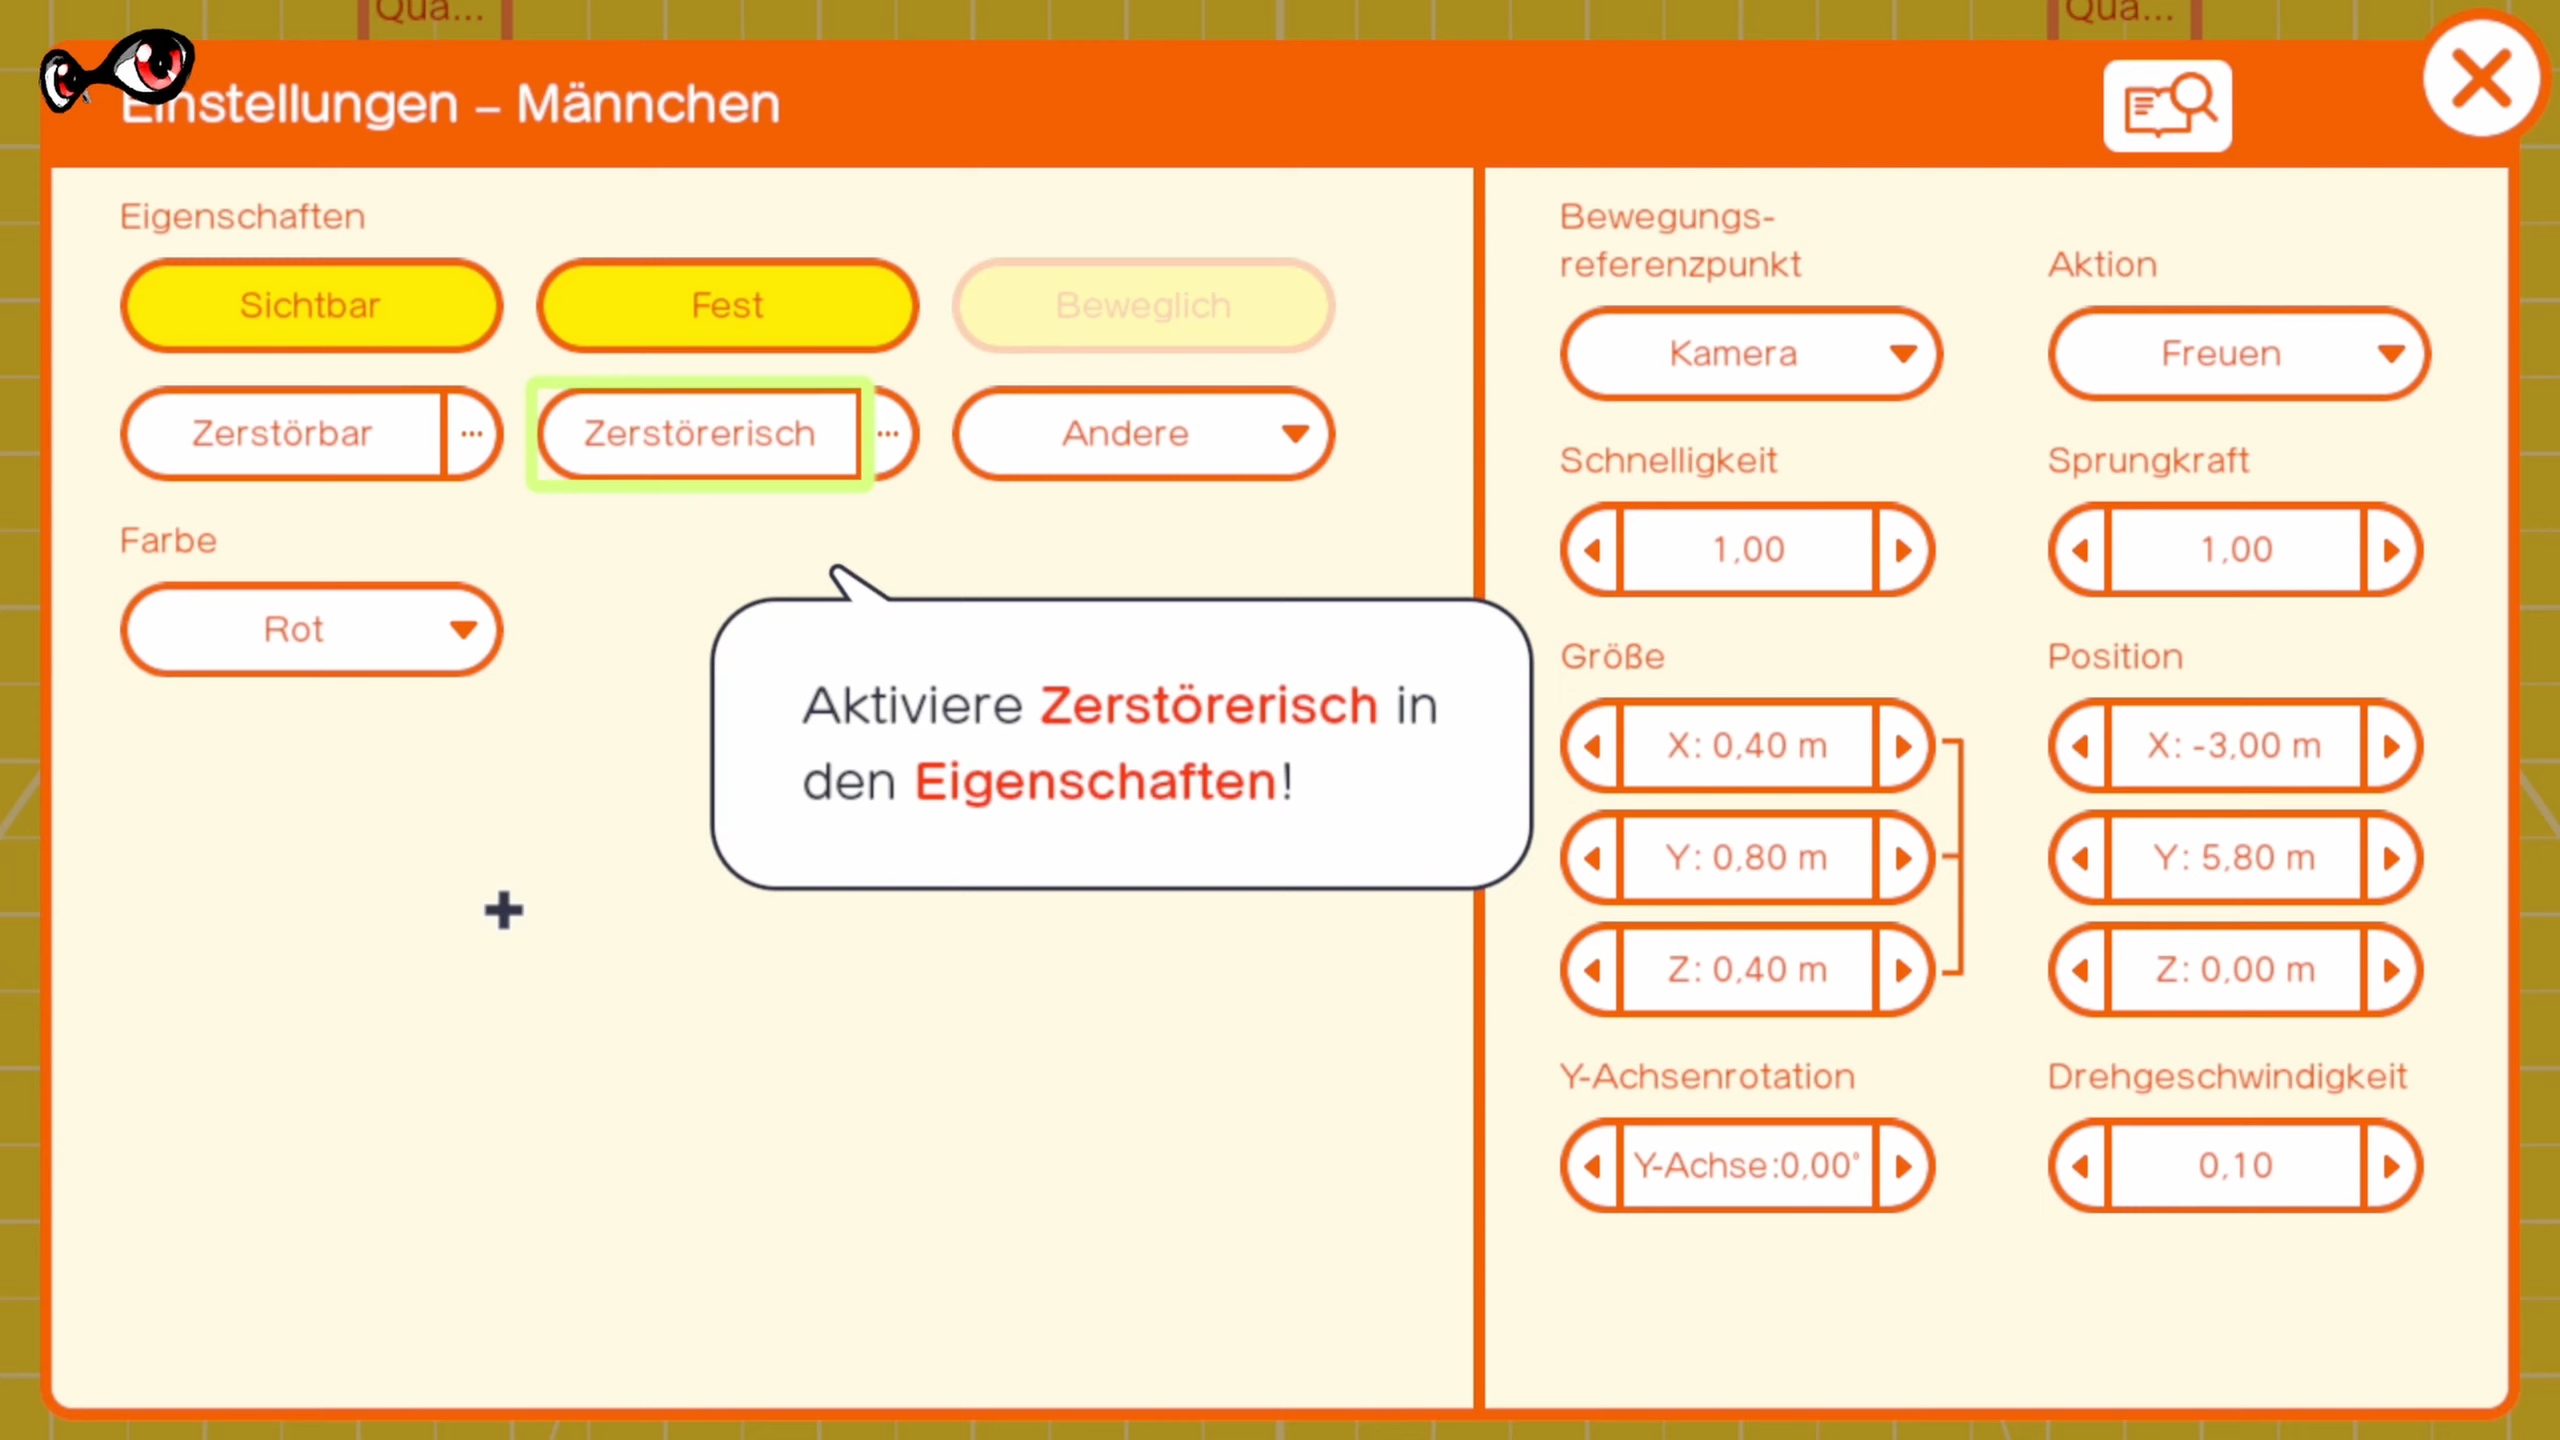 Qua...
Qua...
Einstellungen – Männchen
Eigenschaften
Sichtbar
Fest
Beweglich
Zerstörbar
...
Zerstörerisch
...
Andere
Farbe
Rot
Aktiviere Zerstörerisch in
den Eigenschaften!
Bewegungs-
referenzpunkt
Aktion
Kamera
Freuen
Schnelligkeit
Sprungkraft
1,00
1,00
Größe
Position
X: 0,40 m
X: -3,00 m
Y: 0,80 m
Y: 5,80 m
Z: 0,40 m
Z: 0,00 m
Y-Achsenrotation
Drehgeschwindigkeit
Y-Achse:0,00°
0,10